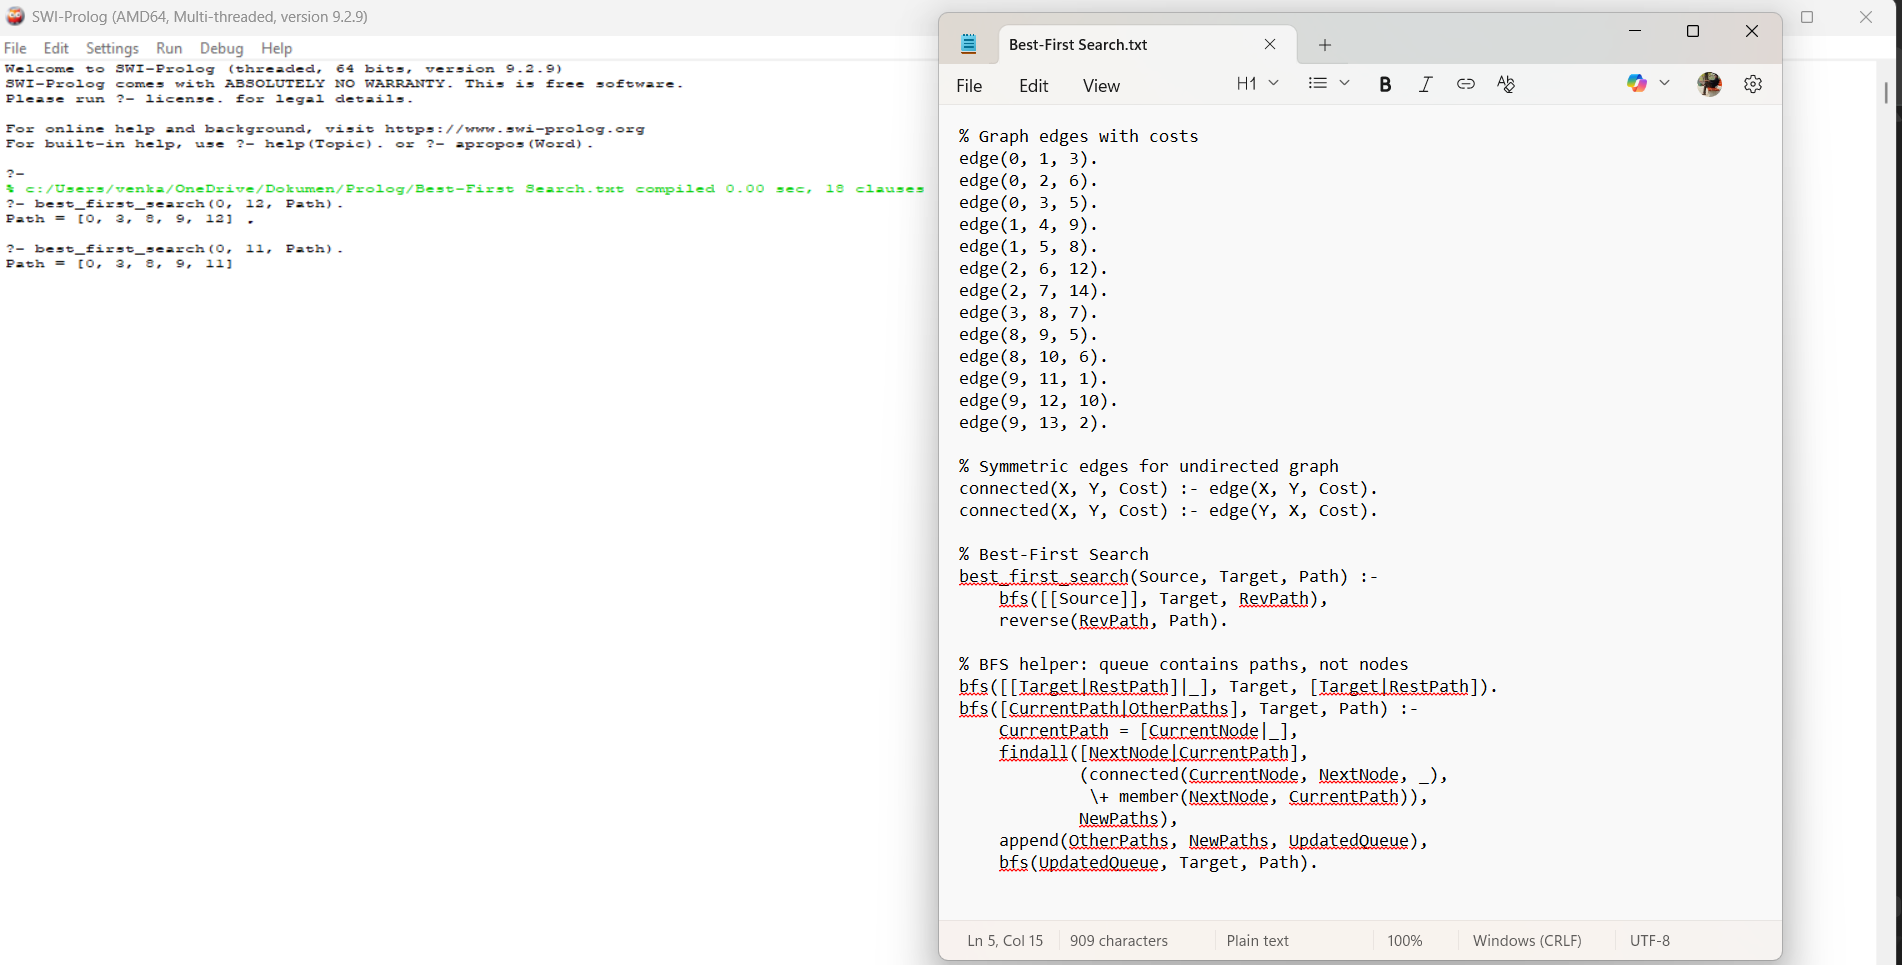 SWI-Prolog (AMD64, Multi-threaded, version 9.2.9)
File Edit Settings Run Debug Help
Welcome to SWI-Prolog (threaded, 64 bits, version 9.2.9)
SWI-Prolog comes with ABSOLUTELY NO WARRANTY. This is free software.
Please run ?- license. for legal details.
For online help and background, visit https://www.swi-prolog.org
For built-in help, use ?- help(Topic). or ?- apropos(Word).
?-
% c:/Users/venka/OneDrive/Dokumen/Prolog/Best-First Search.txt compiled 0.00 sec, 18 clauses
?- best_first_search(0, 12, Path).
Path = [0, 3, 8, 9, 12] .
?- best_first_search(0, 11, Path).
Path = [0, 3, 8, 9, 11]
Best-First Search.txt
File Edit View H1 B I
% Graph edges with costs
edge(0, 1, 3).
edge(0, 2, 6).
edge(0, 3, 5).
edge(1, 4, 9).
edge(1, 5, 8).
edge(2, 6, 12).
edge(2, 7, 14).
edge(3, 8, 7).
edge(8, 9, 5).
edge(8, 10, 6).
edge(9, 11, 1).
edge(9, 12, 10).
edge(9, 13, 2).
% Symmetric edges for undirected graph
connected(X, Y, Cost) :- edge(X, Y, Cost).
connected(X, Y, Cost) :- edge(Y, X, Cost).
% Best-First Search
best_first_search(Source, Target, Path) :-
bfs([[Source]], Target, RevPath),
reverse(RevPath, Path).
% BFS helper: queue contains paths, not nodes
bfs([[Target|RestPath]|_], Target, [Target|RestPath]).
bfs([CurrentPath|OtherPaths], Target, Path) :-
CurrentPath = [CurrentNode|_],
findall([NextNode|CurrentPath],
(connected(CurrentNode, NextNode, _),
\+ member(NextNode, CurrentPath)),
NewPaths),
append(OtherPaths, NewPaths, UpdatedQueue),
bfs(UpdatedQueue, Target, Path).
Ln 5, Col 15 909 characters Plain text 100% Windows (CRLF) UTF-8